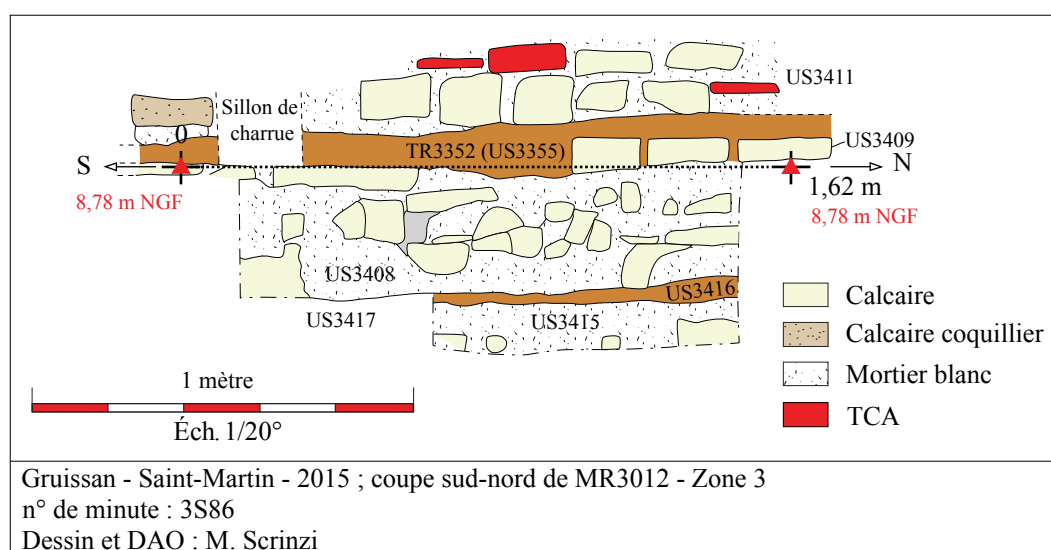 US3411
Sillon de
charrue
0
TR3352 (US3355)
US3409
S
N
1,62 m
8,78 m NGF
8,78 m NGF
US3408
US3416
US3417
US3415
Calcaire
Calcaire coquillier
Mortier blanc
TCA
1 mètre
Éch. 1/20°
Gruissan - Saint-Martin - 2015 ; coupe sud-nord de MR3012 - Zone 3
n° de minute : 3S86
Dessin et DAO : M. Scrinzi